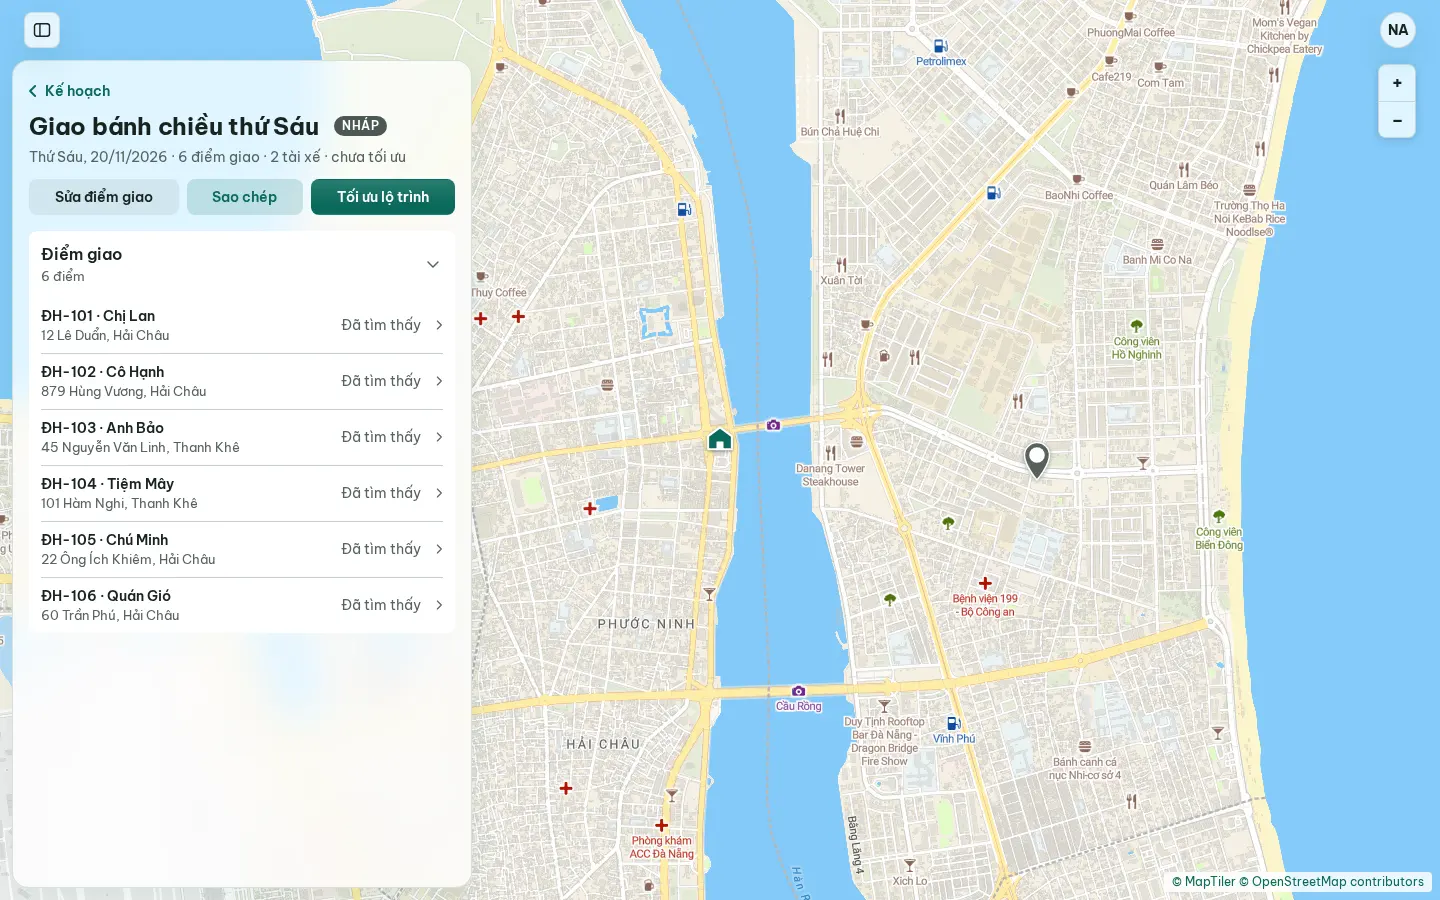 NA
+
−
Kế hoạch
Giao bánh chiều thứ Sáu NHÁP
Thứ Sáu, 20/11/2026 · 6 điểm giao · 2 tài xế · chưa tối ưu
Sửa điểm giao
Sao chép
Tối ưu lộ trình
Điểm giao
6 điểm
ĐH-101 · Chị Lan
12 Lê Duẩn, Hải Châu
Đã tìm thấy
ĐH-102 · Cô Hạnh
879 Hùng Vương, Hải Châu
Đã tìm thấy
ĐH-103 · Anh Bảo
45 Nguyễn Văn Linh, Thanh Khê
Đã tìm thấy
ĐH-104 · Tiệm Mây
101 Hàm Nghi, Thanh Khê
Đã tìm thấy
ĐH-105 · Chú Minh
22 Ông Ích Khiêm, Hải Châu
Đã tìm thấy
ĐH-106 · Quán Gió
60 Trần Phú, Hải Châu
Đã tìm thấy
Mom's Vegan
Kitchen by
Chickpea Eatery
PhuongMai Coffee
Petrolimex
Cafe219
Com Tam
Bún Chả Huệ Chi
Quán Lâm Béo
BaoNhi Coffee
Trường Thọ Ha
Noi KeBab Rice
Noodlse®
Banh Mi Co Na
Xuân Tời
Thuy Coffee
Công viên
Hồ Nghinh
Danang Tower
Steakhouse
Công viên
Biển Đông
Bệnh viện 199
- Bộ Công an
PHƯỚC NINH
Cầu Rồng
Duy Tinh Rooftop
Bar Đà Nẵng -
Dragon Bridge
Fire Show
Vĩnh Phú
HẢI CHÂU
Bánh canh cá
nục Nhi-cơ sở 4
Bằng Lăng 4
Phòng khám
ACC Đà Nẵng
Xich Lo
Hàn
© MapTiler © OpenStreetMap contributors